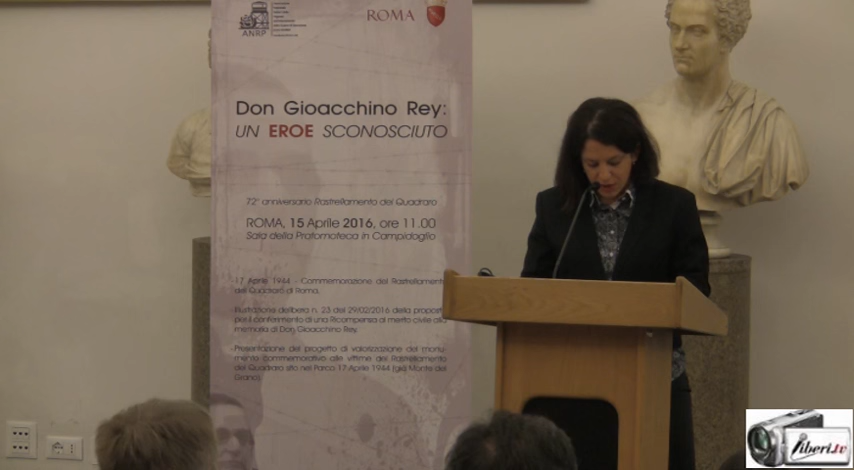 ANRP
ROMA
Don Gioacchino Rey:
UN EROE SCONOSCIUTO
72° anniversario Rastrellamento del Quadraro
ROMA, 15 Aprile 2016, ore 11.00
Sala della Protomoteca in Campidoglio
17 Aprile 1944 - Commemorazione del Rastrellamento
del Quadraro di Roma.
Illustrazione delibera n. 23 del 29/02/2016 della proposta
per il conferimento di una Ricompensa al merito civile alla
memoria di Don Gioacchino Rey.
Presentazione del progetto di valorizzazione del monu-
mento commemorativo alle vittime del Rastrellamento
del Quadraro sito nel Parco 17 Aprile 1944 (già Monte del
Grano)
liberi.tv